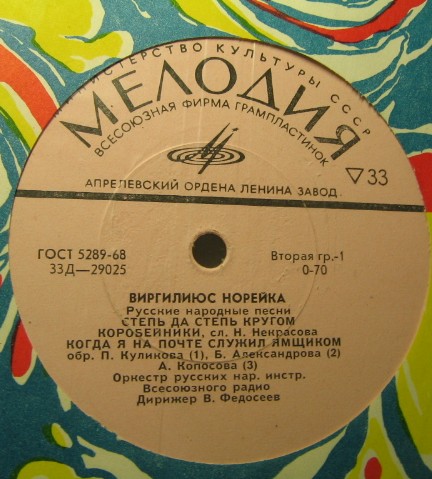 МИНИСТЕРСТВО КУЛЬТУРЫ СССР
МЕЛОДИЯ
ВСЕСОЮЗНАЯ ФИРМА ГРАМПЛАСТИНОК
▽33
АПРЕЛЕВСКИЙ ОРДЕНА ЛЕНИНА ЗАВОД
ГОСТ 5289-68
33Д—29025
Вторая гр.-1
0-70
ВИРГИЛИЮС НОРЕЙКА
Русские народные песни
СТЕПЬ ДА СТЕПЬ КРУГОМ
КОРОБЕЙНИКИ, сл. Н. Некрасова
КОГДА Я НА ПОЧТЕ СЛУЖИЛ ЯМЩИКОМ
обр. П. Куликова (1), Б. Александрова (2)
А. Копосова (3)
Оркестр русских нар. инстр.
Всесоюзного радио
Дирижер В. Федосеев